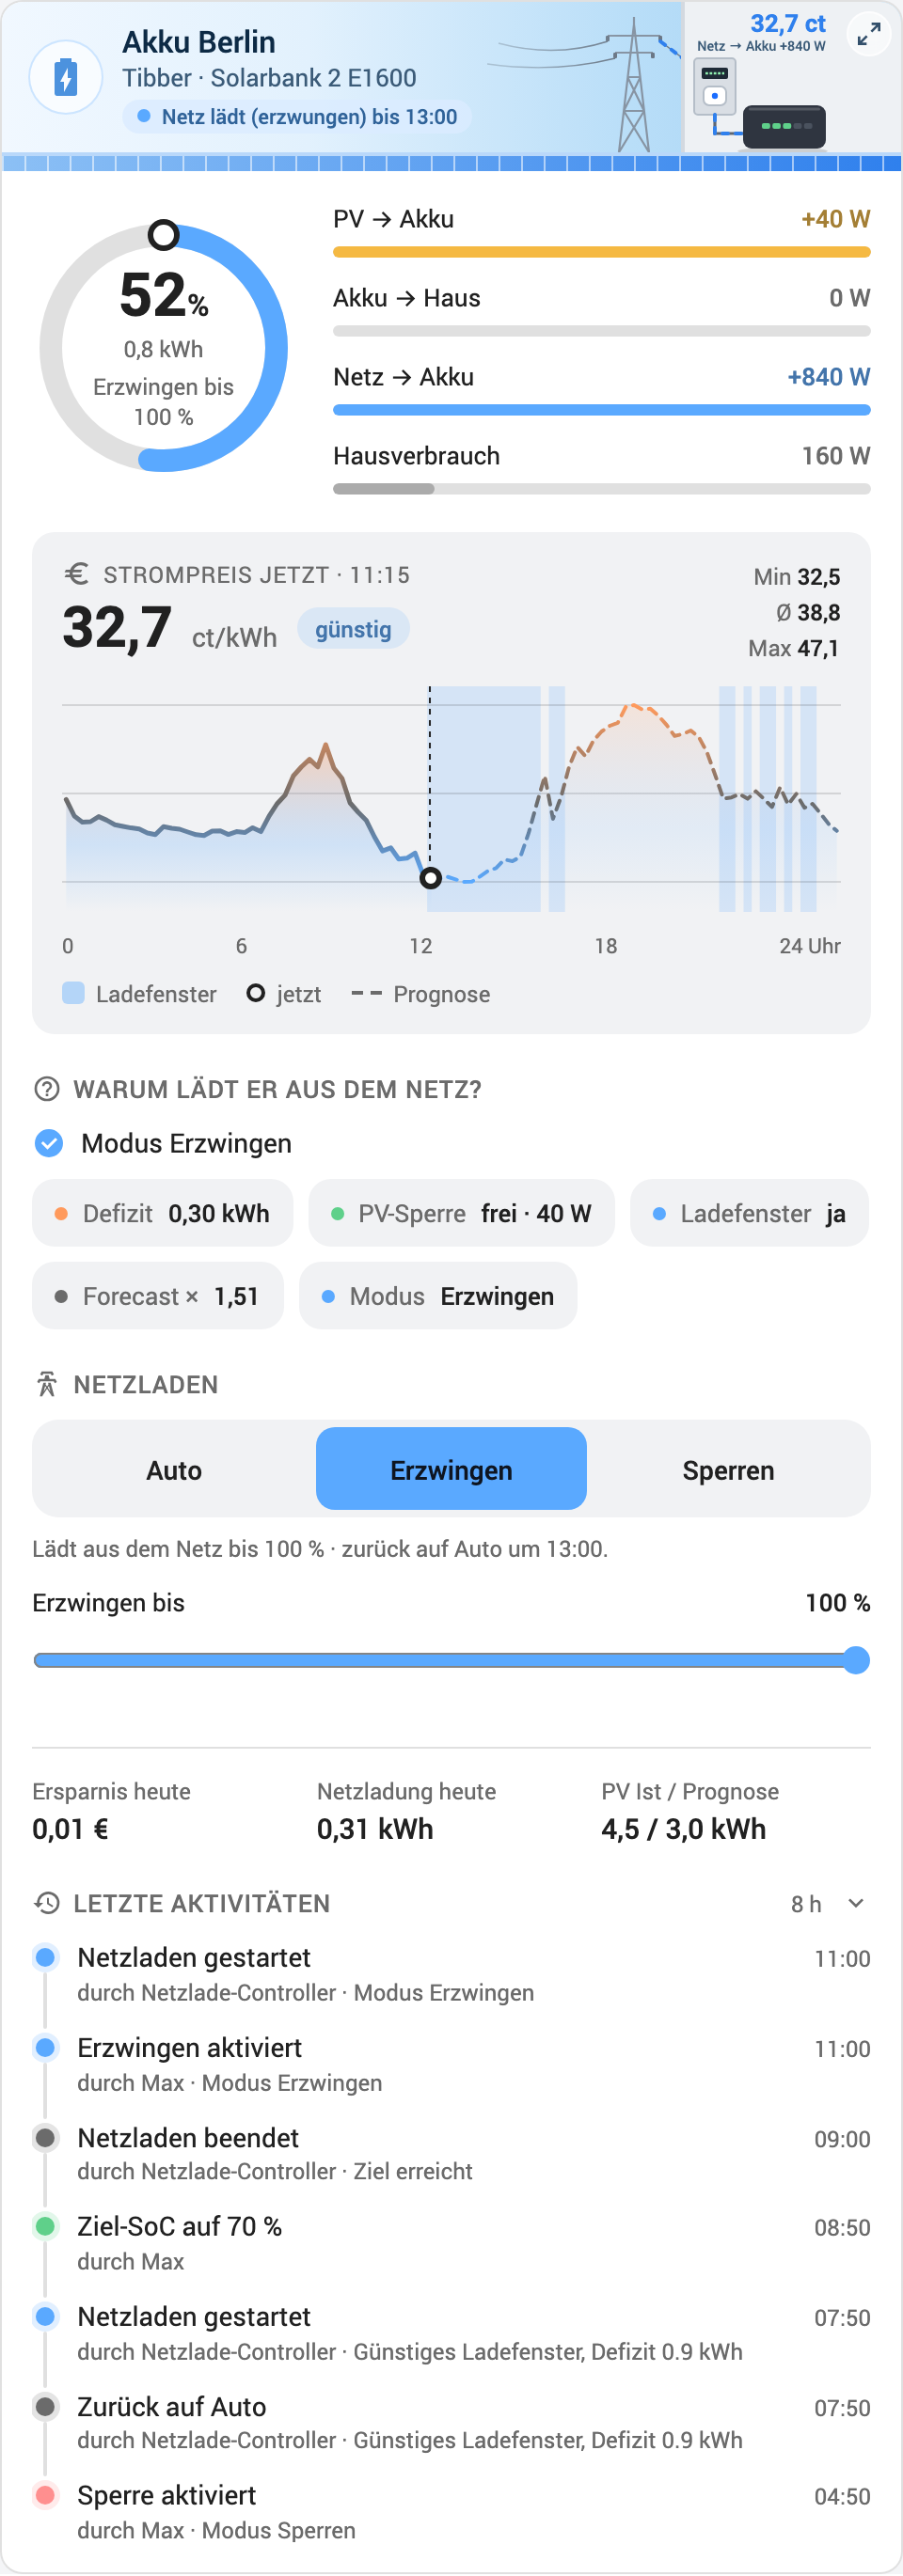 Akku Berlin
Tibber · Solarbank 2 E1600
Netz lädt (erzwungen) bis 13:00
32,7 ct
Netz → Akku +840 W
52%
0,8 kWh
Erzwingen bis
100 %
PV → Akku +40 W
Akku → Haus 0 W
Netz → Akku +840 W
Hausverbrauch 160 W
€ STROMPREIS JETZT · 11:15
32,7 ct/kWh günstig
Min 32,5
Ø 38,8
Max 47,1
0 6 12 18 24 Uhr
Ladefenster jetzt Prognose
WARUM LÄDT ER AUS DEM NETZ?
Modus Erzwingen
Defizit 0,30 kWh PV-Sperre frei · 40 W Ladefenster ja
Forecast × 1,51 Modus Erzwingen
NETZLADEN
Auto Erzwingen Sperren
Lädt aus dem Netz bis 100 % · zurück auf Auto um 13:00.
Erzwingen bis 100 %
Ersparnis heute Netzladung heute PV Ist / Prognose
0,01 € 0,31 kWh 4,5 / 3,0 kWh
LETZTE AKTIVITÄTEN 8 h
Netzladen gestartet 11:00
durch Netzlade-Controller · Modus Erzwingen
Erzwingen aktiviert 11:00
durch Max · Modus Erzwingen
Netzladen beendet 09:00
durch Netzlade-Controller · Ziel erreicht
Ziel-SoC auf 70 % 08:50
durch Max
Netzladen gestartet 07:50
durch Netzlade-Controller · Günstiges Ladefenster, Defizit 0.9 kWh
Zurück auf Auto 07:50
durch Netzlade-Controller · Günstiges Ladefenster, Defizit 0.9 kWh
Sperre aktiviert 04:50
durch Max · Modus Sperren